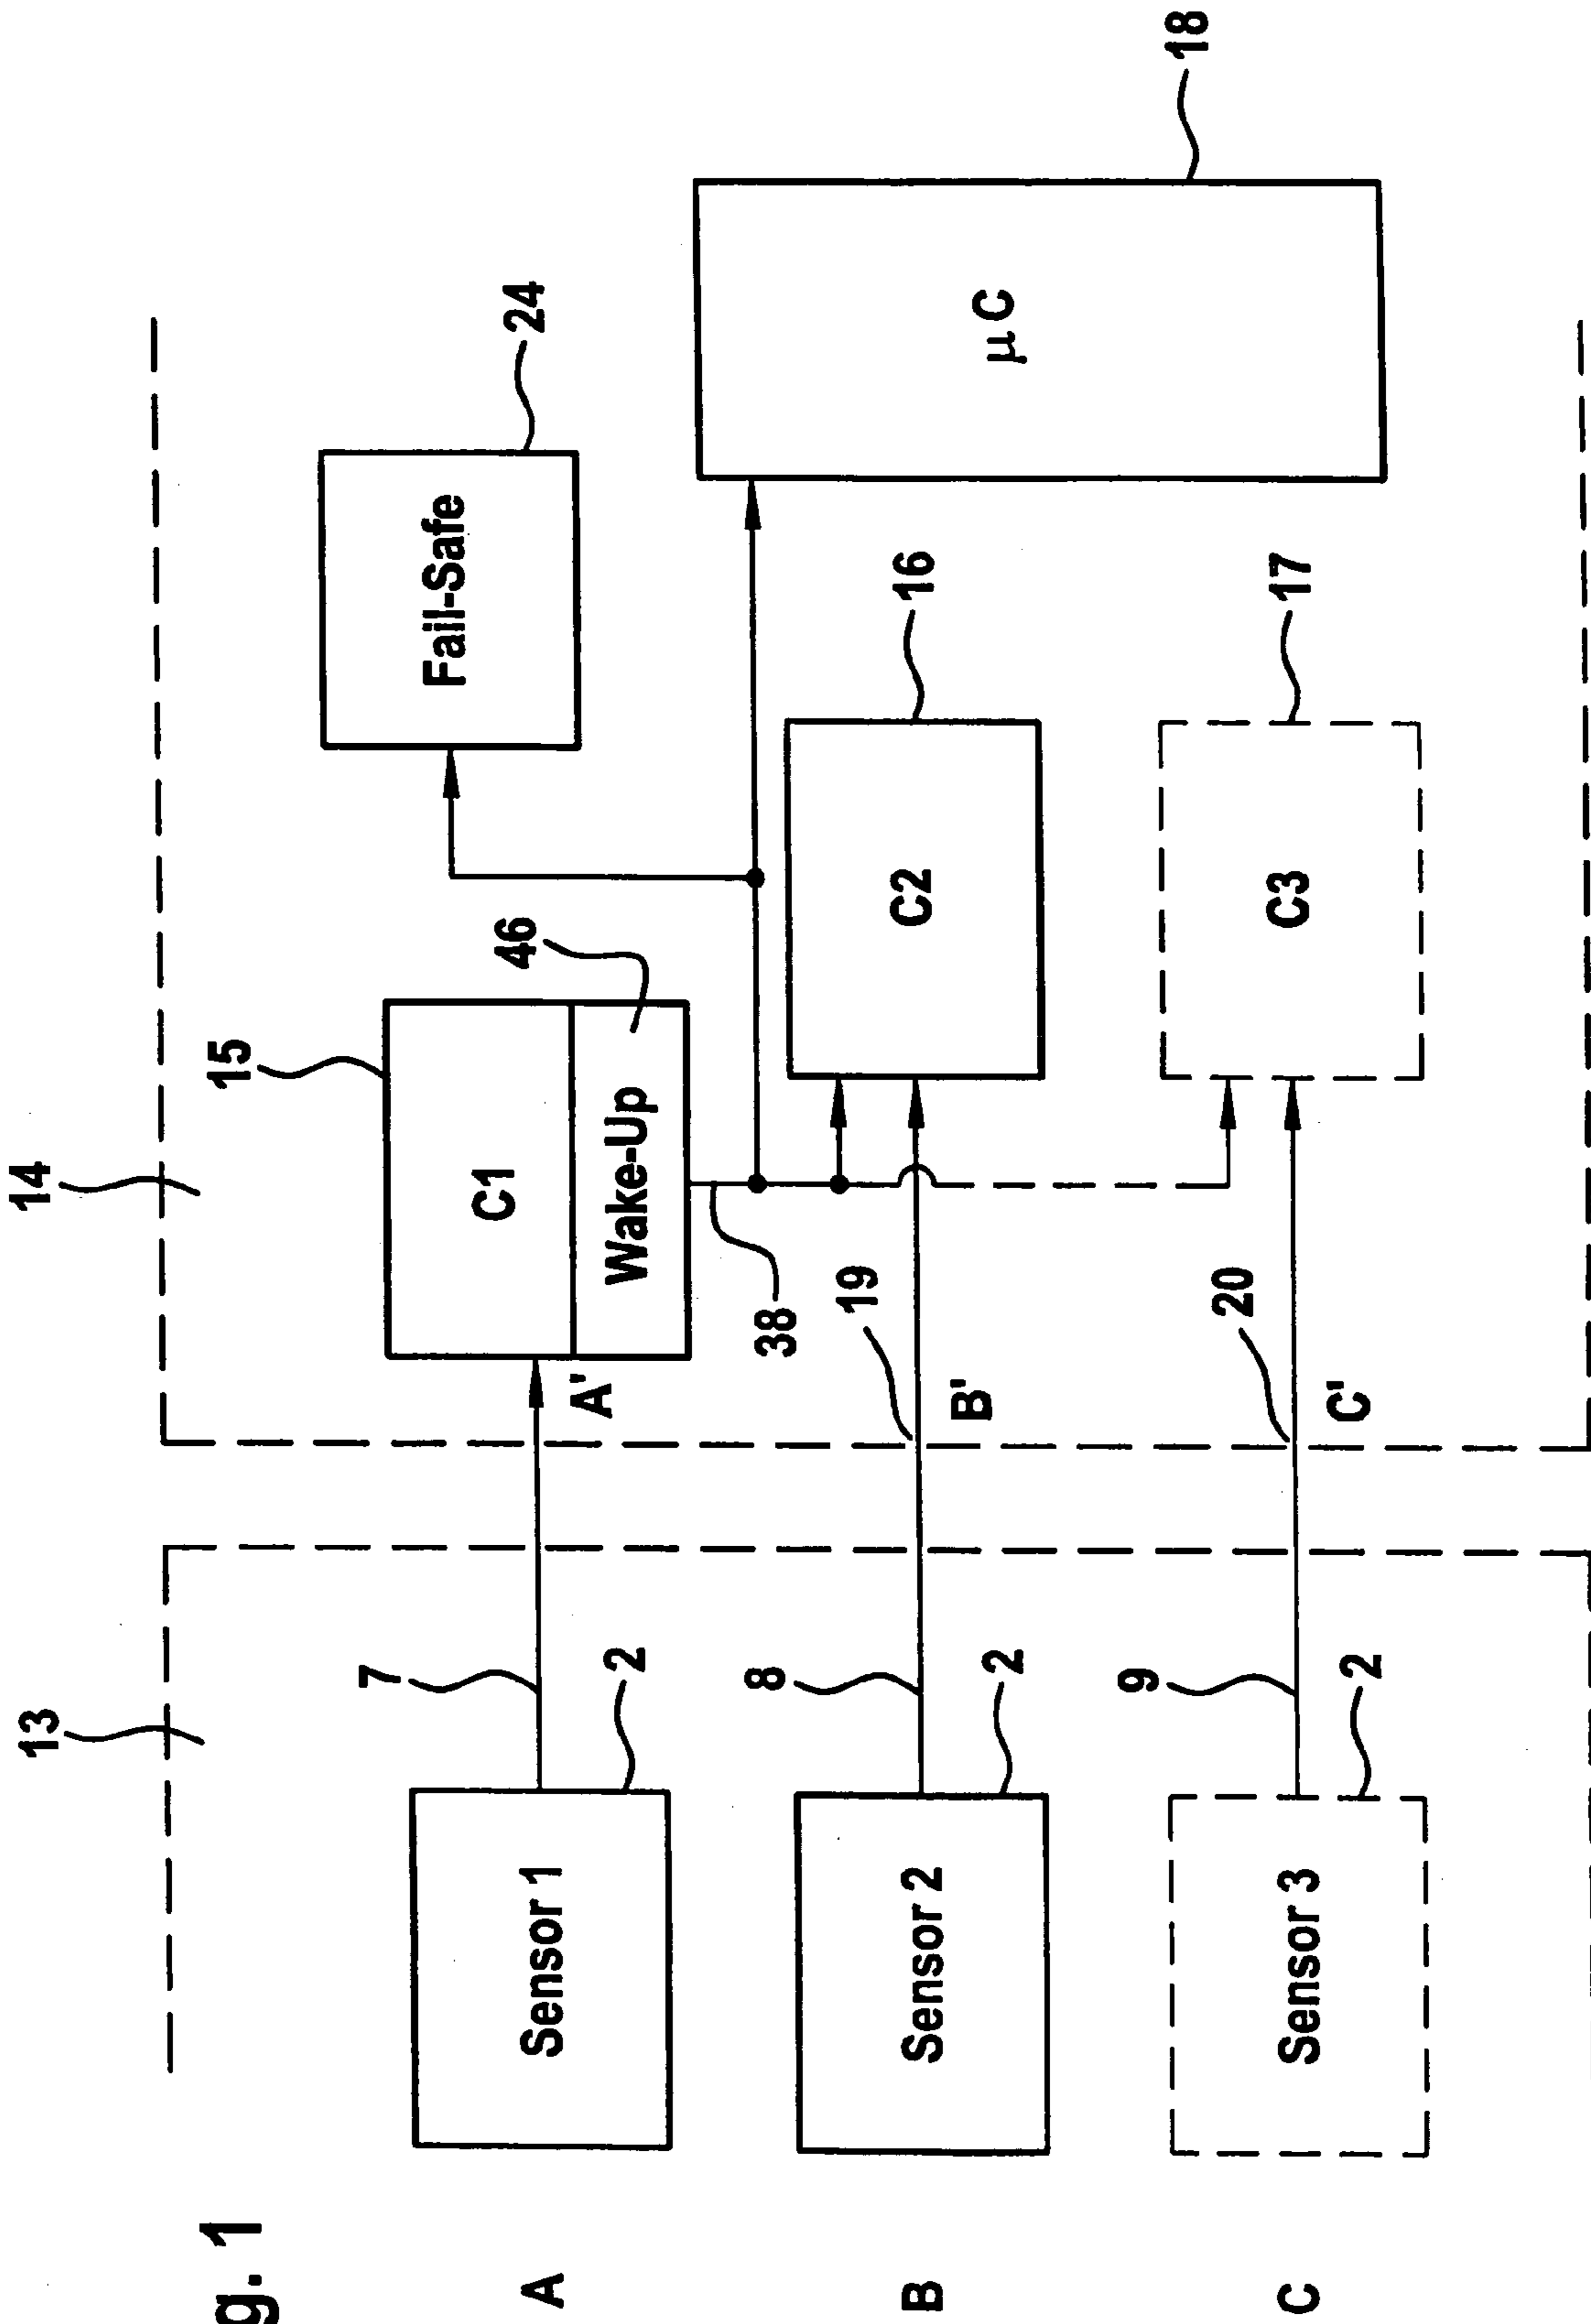 g. 1
13
14
15
7
A'
C1
46
Wake-Up
38
Fail-Safe
24
A
Sensor 1
2
8
19
B
Sensor 2
2
B'
C2
16
µ C
18
9
20
C
Sensor 3
2
C'
C3
17